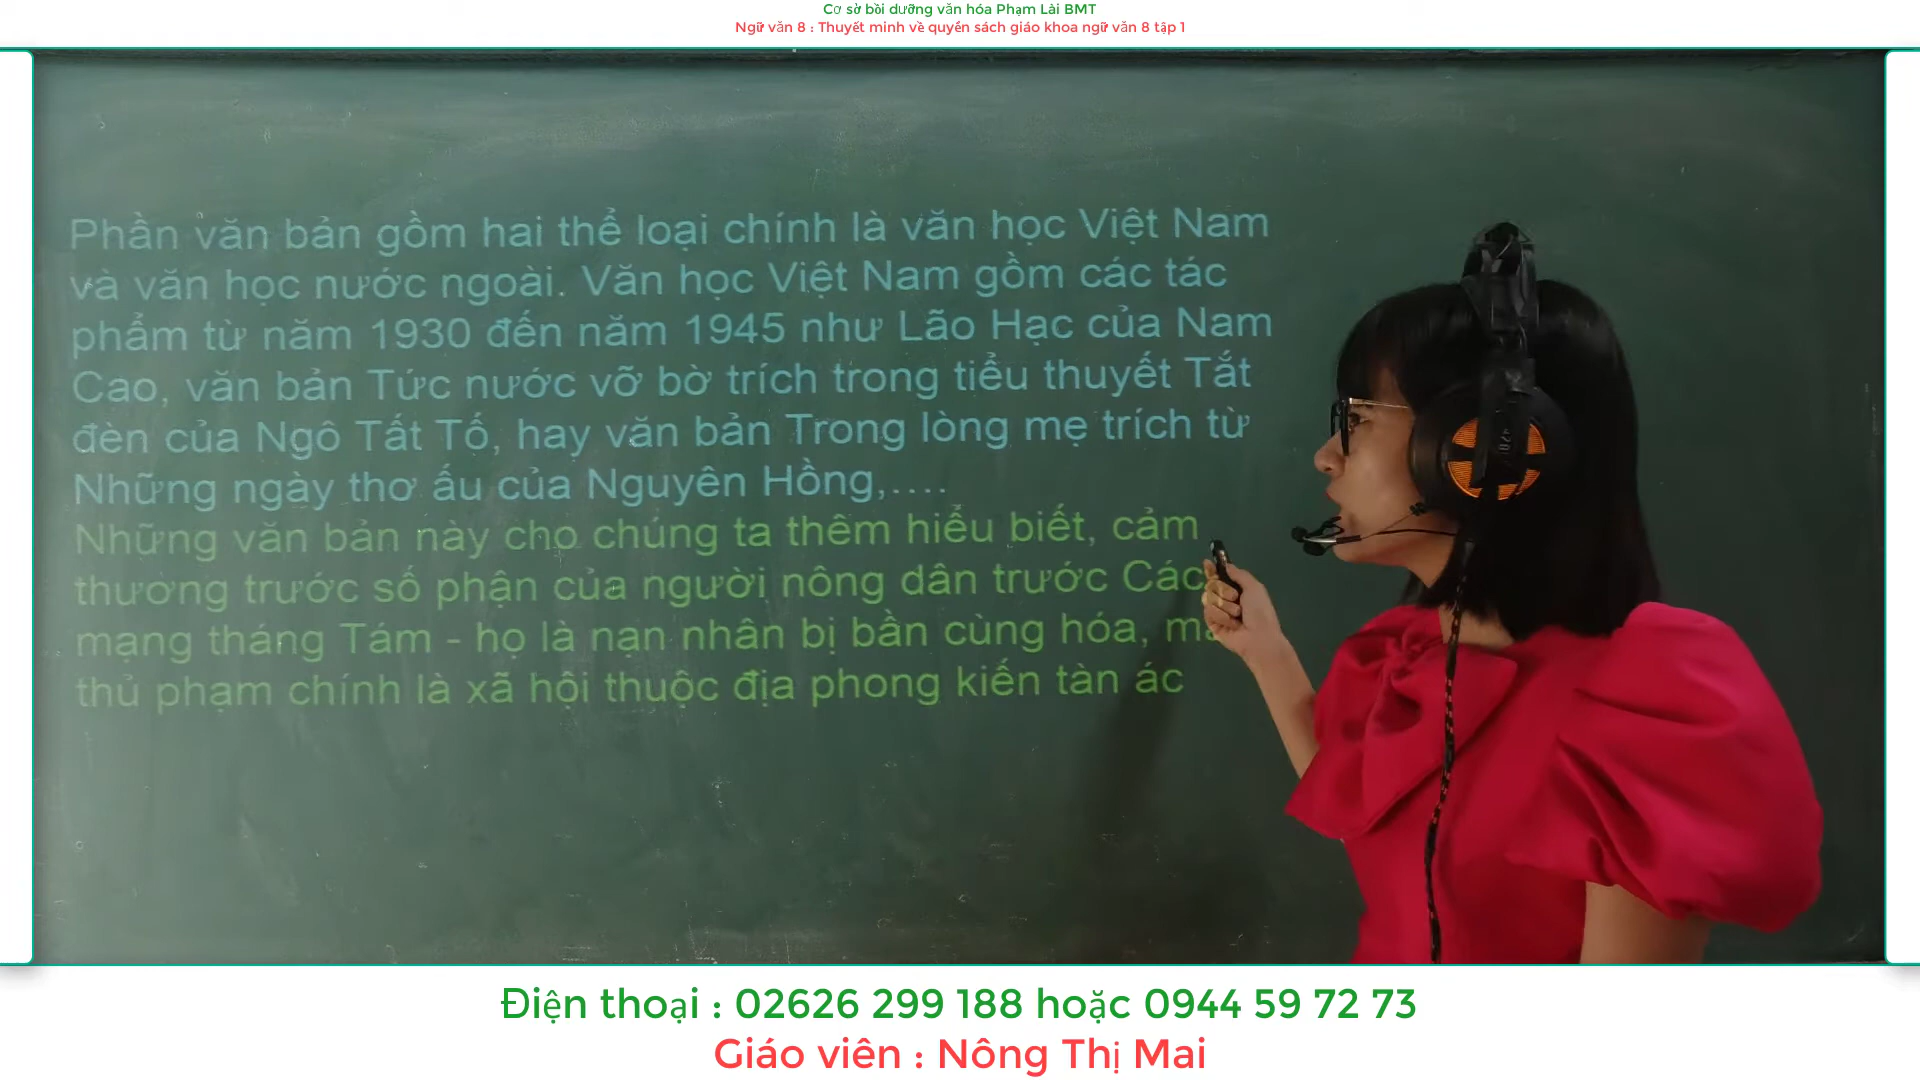 Cơ sở bồi dưỡng văn hóa Phạm Lài BMT
Ngữ văn 8 : Thuyết minh về quyển sách giáo khoa ngữ văn 8 tập 1
Phần văn bản gồm hai thể loại chính là văn học Việt Nam
và văn học nước ngoài. Văn học Việt Nam gồm các tác
phẩm từ năm 1930 đến năm 1945 như Lão Hạc của Nam
Cao, văn bản Tức nước vỡ bờ trích trong tiểu thuyết Tắt
đèn của Ngô Tất Tố, hay văn bản Trong lòng mẹ trích từ
Những ngày thơ ấu của Nguyên Hồng,....
Những văn bản này cho chúng ta thêm hiểu biết, cảm
thương trước số phận của người nông dân trước Các
mạng tháng Tám - họ là nạn nhân bị bần cùng hóa, mà
thủ phạm chính là xã hội thuộc địa phong kiến tàn ác
Điện thoại : 02626 299 188 hoặc 0944 59 72 73
Giáo viên : Nông Thị Mai